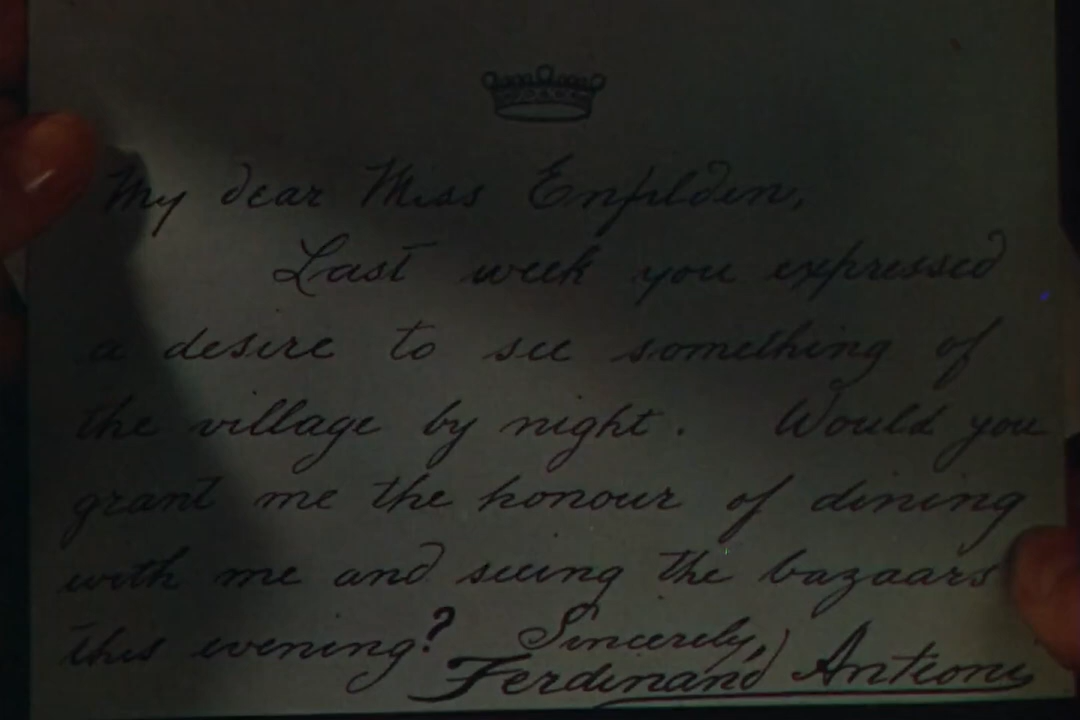 My dear Miss Enfilden,
Last week you expressed
a desire to see something of
the village by night. Would you
grant me the honour of dining
with me and seeing the bazaars
this evening? Sincerely,
Ferdinand Anteoni